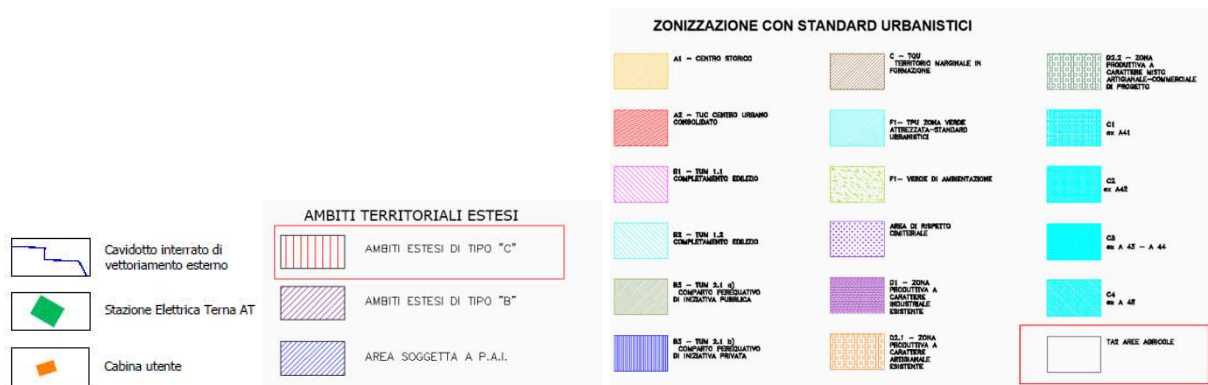 Cavidotto interrato di
vettoriamento esterno
Stazione Elettrica Terna AT
Cabina utente
AMBITI TERRITORIALI ESTESI
AMBITI ESTESI DI TIPO "C"
AMBITI ESTESI DI TIPO "B"
AREA SOGGETTA A P.A.I.
ZONIZZAZIONE CON STANDARD URBANISTICI
A1 - CENTRO STORICO
A2 - TUC CENTRO URBANO
CONSOLIDATO
B1 - TUM 1.1
COMPLETAMENTO EDILIZIO
B2 - TUM 1.2
COMPLETAMENTO EDILIZIO
B3 - TUM 2.1 a)
COMPARTO PEREQUATIVO
DI INIZIATIVA PUBBLICA
B3 - TUM 2.1 b)
COMPARTO PEREQUATIVO
DI INIZIATIVA PRIVATA
C - TQU
TERRITORIO MARGINALE IN
FORMAZIONE
F1- TPU ZONA VERDE
ATTREZZATA-STANDARD
URBANISTICI
F1- VERDE DI AMBIENTAZIONE
AREA DI RISPETTO
CIMITERIALE
D1 - ZONA
PRODUTTIVA A
CARATTERE
INDUSTRIALE
ESISTENTE
D2.1 - ZONA
PRODUTTIVA A
CARATTERE
ARTIGIANALE
ESISTENTE
D2.2 - ZONA
PRODUTTIVA A
CARATTERE MISTO
ARTIGIANALE-COMMERCIALE
DI PROGETTO
C1
ex A41
C2
ex A42
C3
ex A 43 - A 44
C4
ex A 45
TA2 AREE AGRICOLE